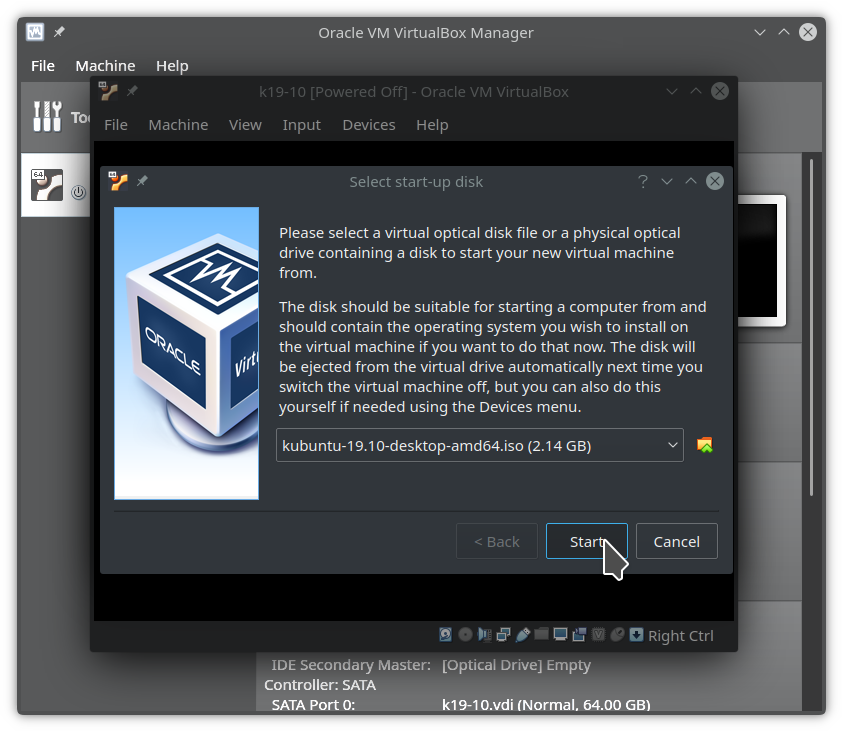 Oracle VM VirtualBox Manager
File Machine Help
k19-10 [Powered Off] - Oracle VM VirtualBox
File Machine View Input Devices Help
64
Select start-up disk
?
Please select a virtual optical disk file or a physical optical
drive containing a disk to start your new virtual machine
from.
The disk should be suitable for starting a computer from and
should contain the operating system you wish to install on
the virtual machine if you want to do that now. The disk will
be ejected from the virtual drive automatically next time you
switch the virtual machine off, but you can also do this
yourself if needed using the Devices menu.
ORACLE
kubuntu-19.10-desktop-amd64.iso (2.14 GB)
< Back Start Cancel
Right Ctrl
IDE Secondary Master: [Optical Drive] Empty
Controller: SATA
SATA Port 0: k19-10.vdi (Normal, 64.00 GB)